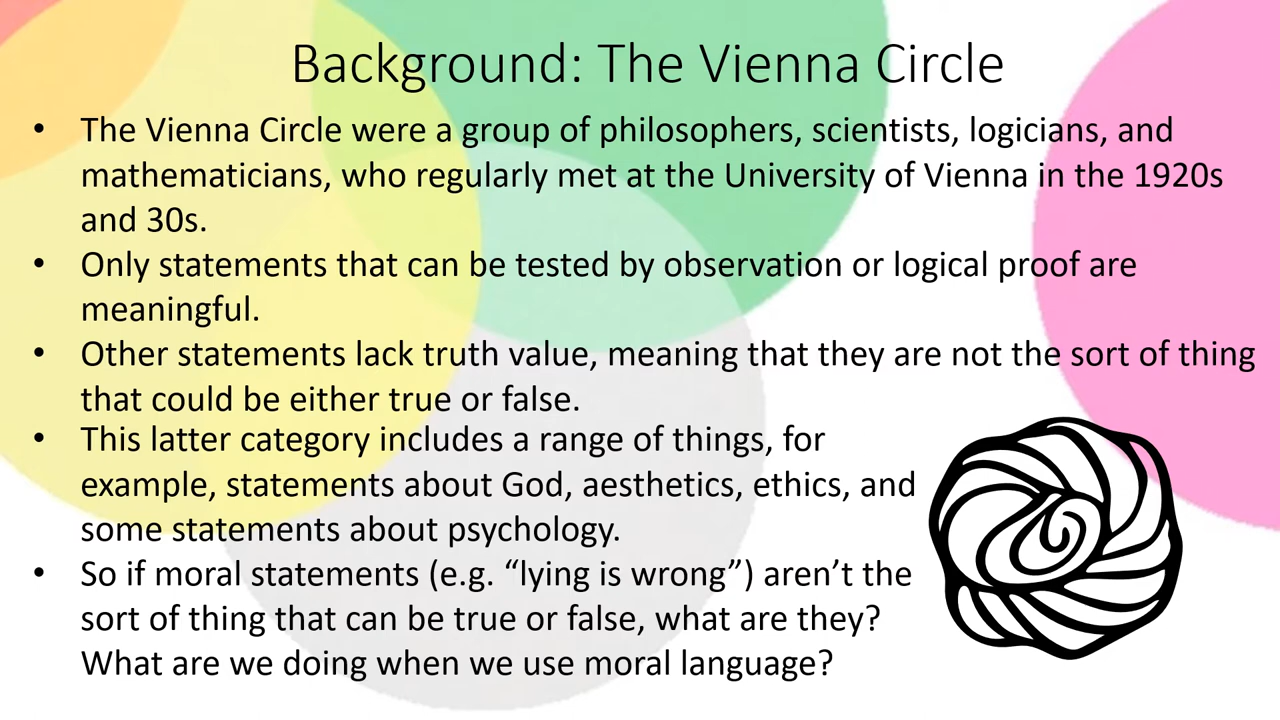 Background: The Vienna Circle
• The Vienna Circle were a group of philosophers, scientists, logicians, and
mathematicians, who regularly met at the University of Vienna in the 1920s
and 30s.
• Only statements that can be tested by observation or logical proof are
meaningful.
• Other statements lack truth value, meaning that they are not the sort of thing
that could be either true or false.
• This latter category includes a range of things, for
example, statements about God, aesthetics, ethics, and
some statements about psychology.
• So if moral statements (e.g. “lying is wrong”) aren’t the
sort of thing that can be true or false, what are they?
What are we doing when we use moral language?